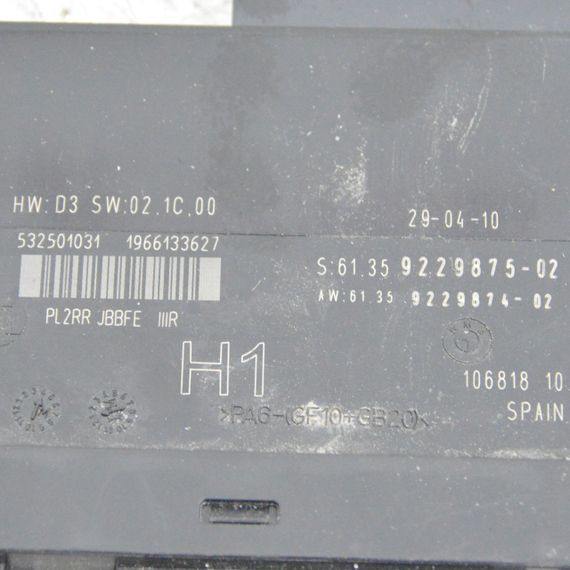 HW: D3 SW:02.1C.00
29-04-10
532501031 1966133627
S:61.35 9229875-02
AW:61.35 9229874-02
PL2RR JBBFE IIIR
H1
106818 10
SPAIN
>PA6-(GF10+GB20)<